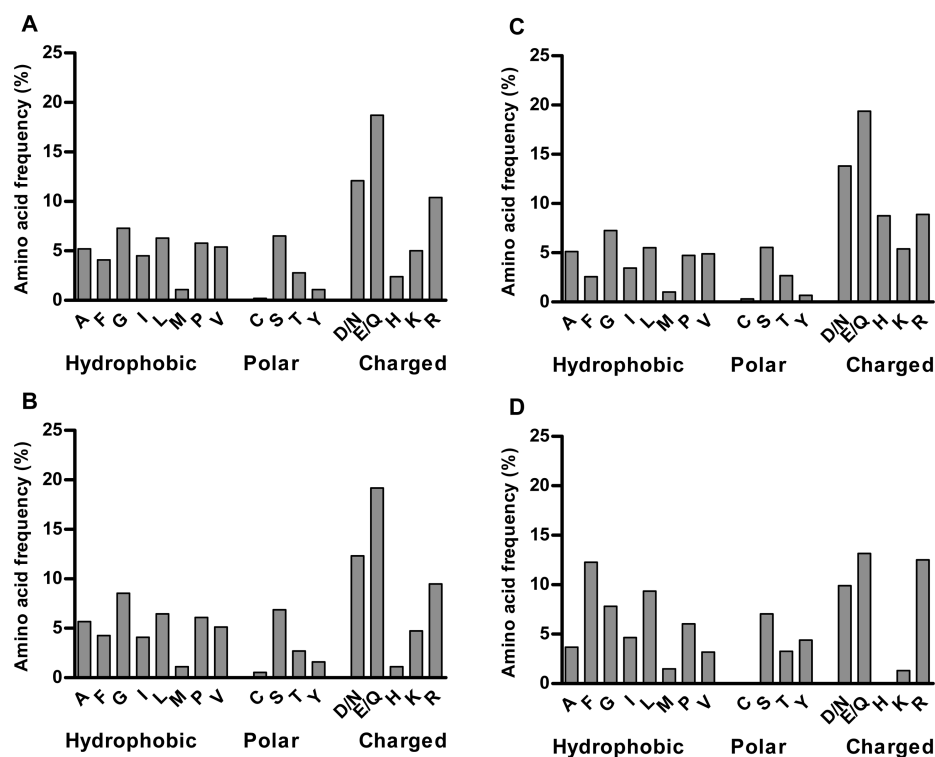 A
Amino acid frequency (%)
25
20
15
10
5
0
A F G I L M P V C S T Y D/N E/Q H K R
Hydrophobic Polar Charged
B
Amino acid frequency (%)
25
20
15
10
5
0
A F G I L M P V C S T Y D/N E/Q H K R
Hydrophobic Polar Charged
C
Amino acid frequency (%)
25
20
15
10
5
0
A F G I L M P V C S T Y D/N E/Q H K R
Hydrophobic Polar Charged
D
Amino acid frequency (%)
25
20
15
10
5
0
A F G I L M P V C S T Y D/N E/Q H K R
Hydrophobic Polar Charged